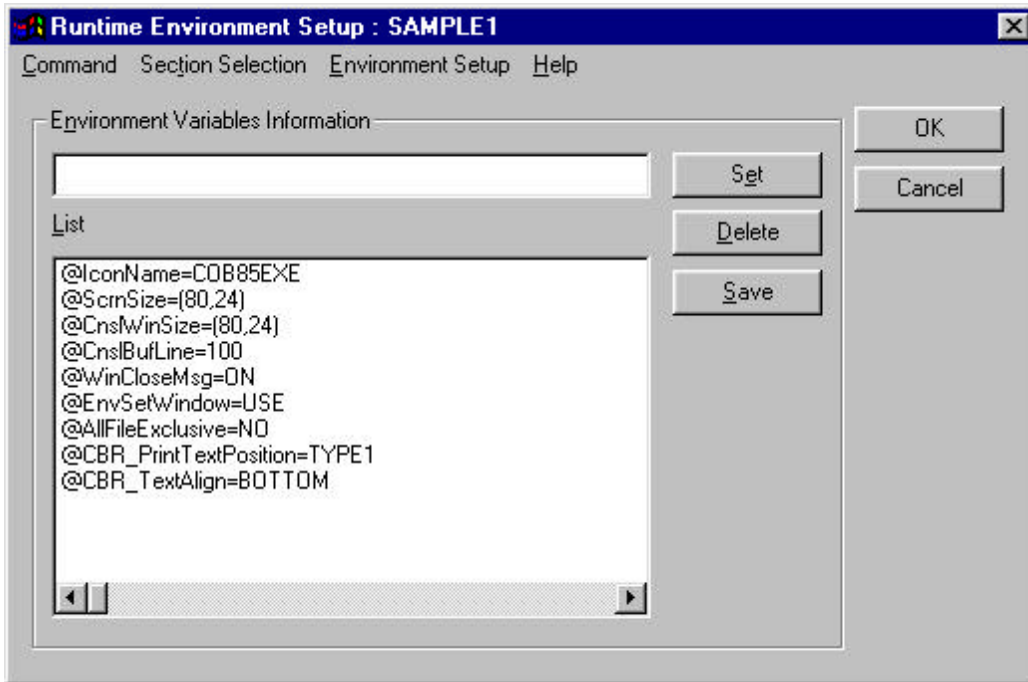 Runtime Environment Setup : SAMPLE1
Command Section Selection Environment Setup Help
Environment Variables Information
OK
Set
Cancel
List
Delete
@IconName=COB85EXE
@ScrnSize=(80,24)
Save
@CnslWinSize=(80,24)
@CnslBufLine=100
@WinCloseMsg=ON
@EnvSetWindow=USE
@AllFileExclusive=NO
@CBR_PrintTextPosition=TYPE1
@CBR_TextAlign=BOTTOM